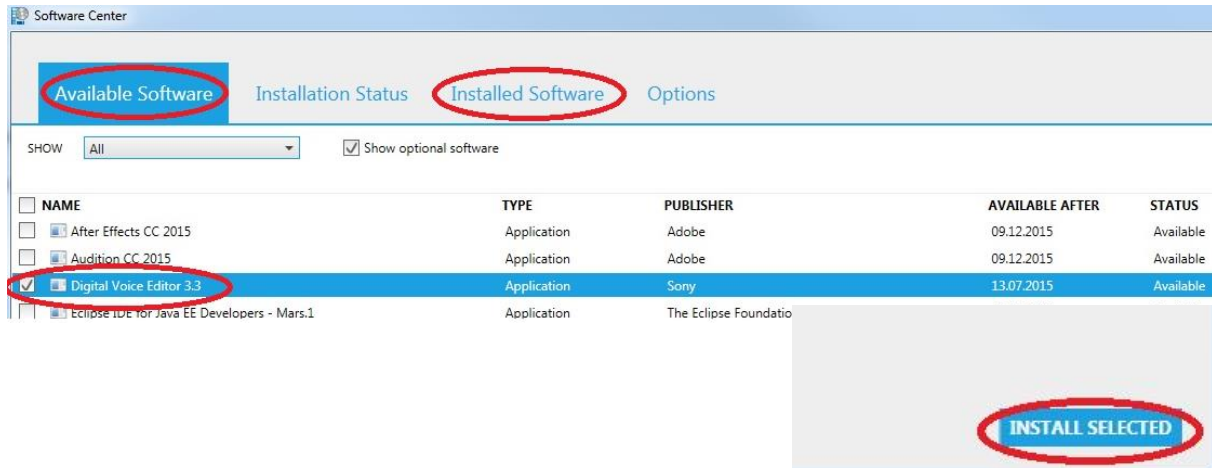 Software Center
Available Software Installation Status Installed Software Options
SHOW All Show optional software
NAME TYPE PUBLISHER AVAILABLE AFTER STATUS
After Effects CC 2015 Application Adobe 09.12.2015 Available
Audition CC 2015 Application Adobe 09.12.2015 Available
Digital Voice Editor 3.3 Application Sony 13.07.2015 Available
Eclipse IDE for Java EE Developers - Mars.1 Application The Eclipse Foundatio
INSTALL SELECTED